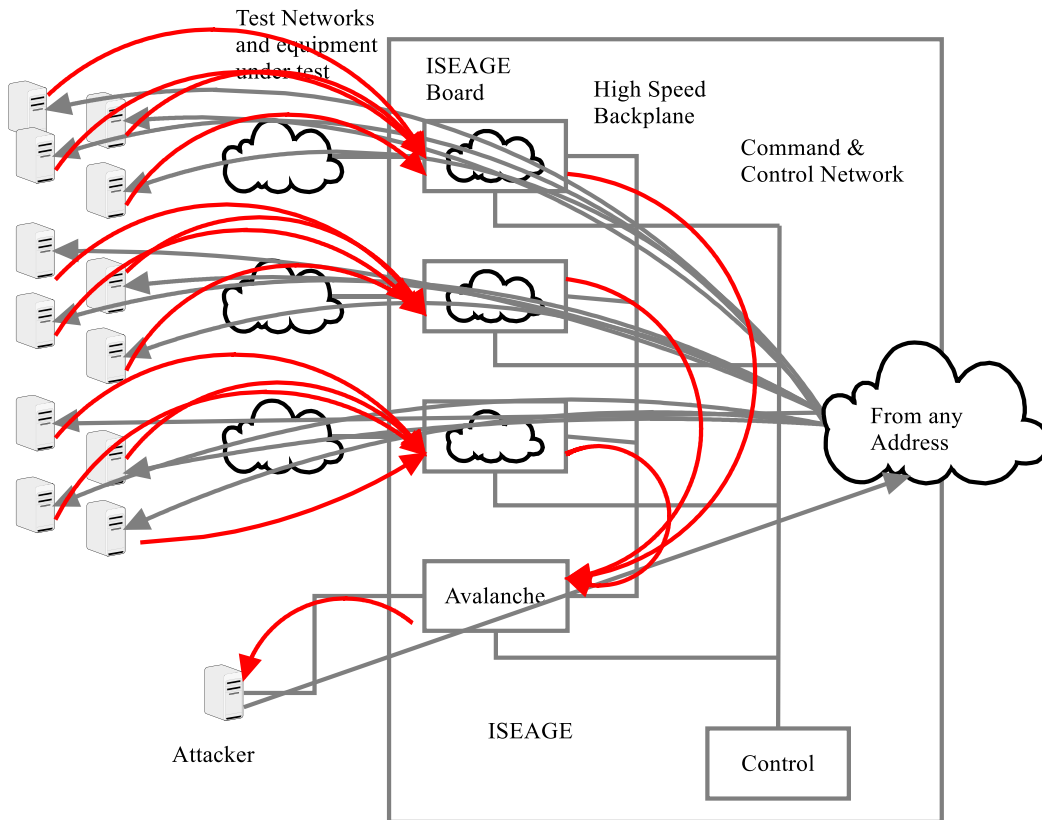 Test Networks
and equipment
under test
ISEAGE
Board
High Speed
Backplane
Command &
Control Network
From any
Address
Avalanche
Attacker
ISEAGE
Control